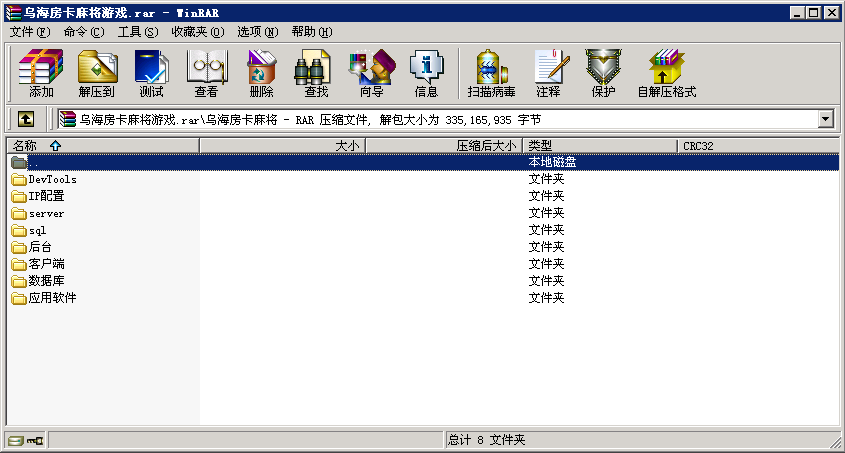 乌海房卡麻将游戏.rar - WinRAR
文件(F) 命令(C) 工具(S) 收藏夹(O) 选项(N) 帮助(H)
添加 解压到 测试 查看 删除 查找 向导 信息 扫描病毒 注释 保护 自解压格式
乌海房卡麻将游戏.rar\乌海房卡麻将 - RAR 压缩文件, 解包大小为 335,165,935 字节
名称 大小 压缩后大小 类型 CRC32
.. 本地磁盘
DevTools 文件夹
IP配置 文件夹
server 文件夹
sql 文件夹
后台 文件夹
客户端 文件夹
数据库 文件夹
应用软件 文件夹
总计 8 文件夹